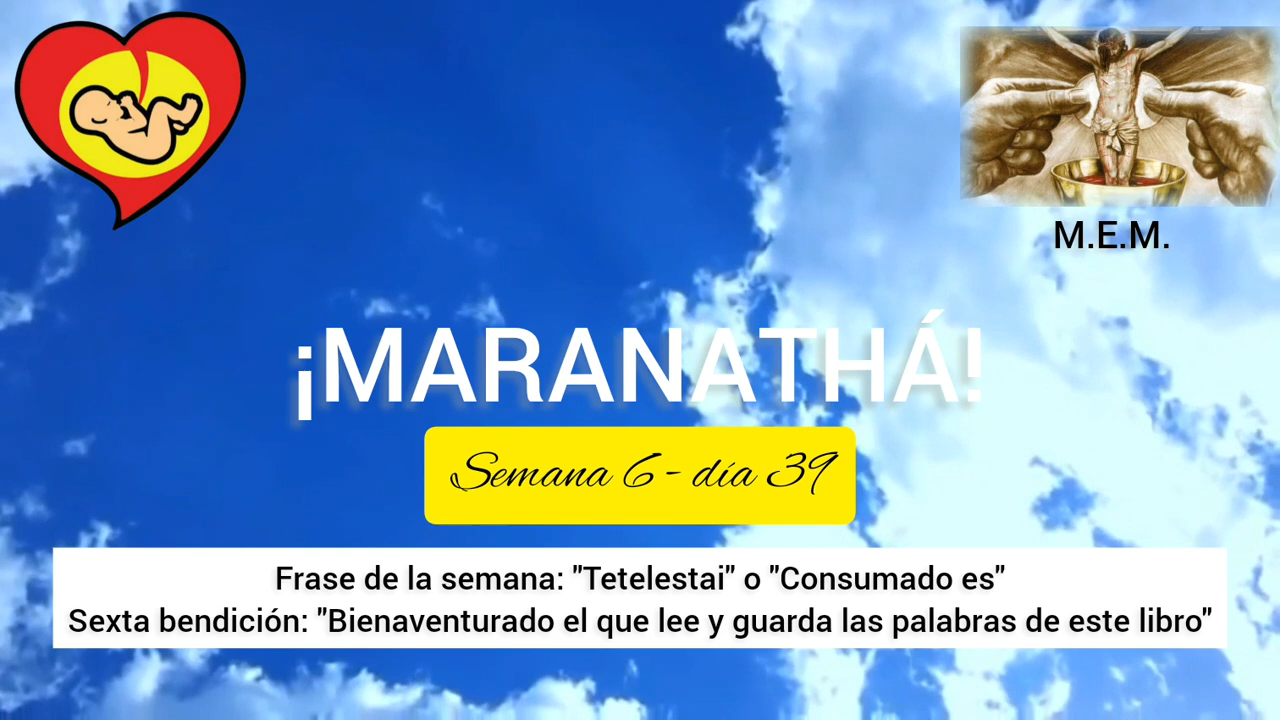 M.E.M.
¡MARANATHÁ!
Semana 6 - día 39
Frase de la semana: "Tetelestai" o "Consumado es"
Sexta bendición: "Bienaventurado el que lee y guarda las palabras de este libro"